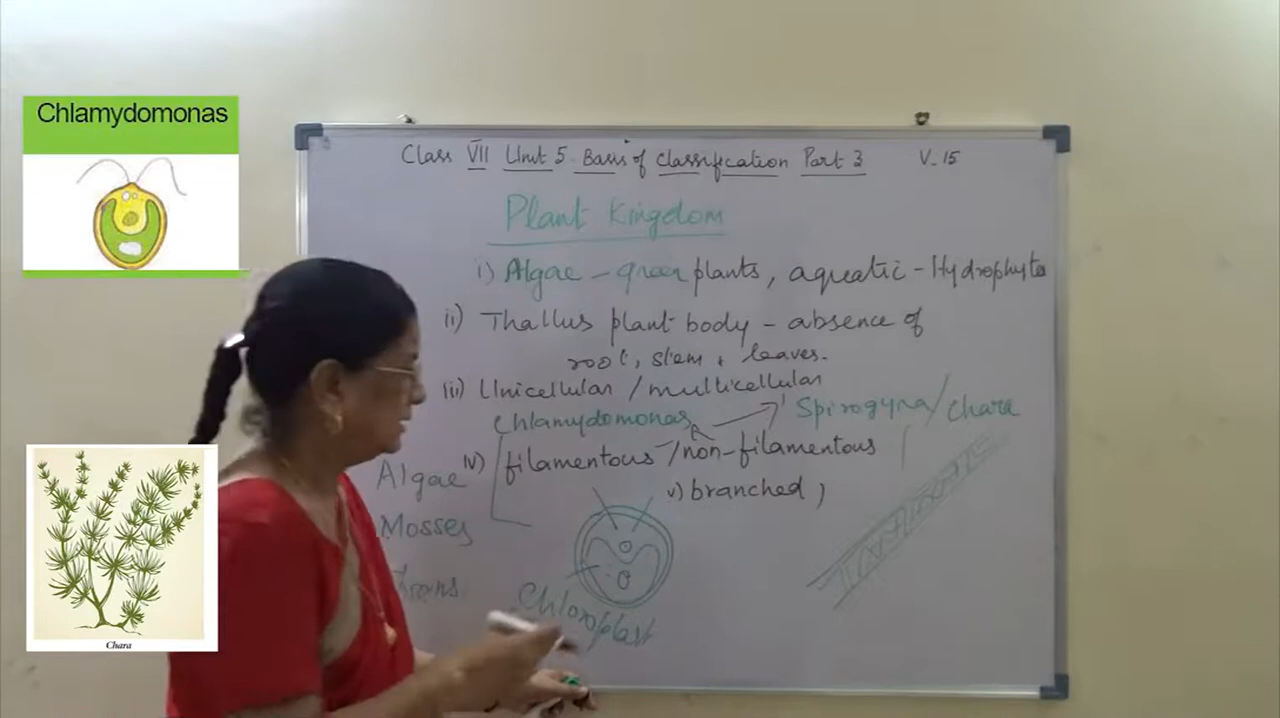 Chlamydomonas
Class VII Unit 5 Basis of Classification Part 3 V.15
Plant Kingdom
i) Algae - green plants, aquatic - Hydrophytes
ii) Thallus plant body - absence of
root, stem + leaves.
iii) Unicellular / multicellular
Chlamydomonas Spirogyra / Chara
iv) filamentous / non-filamentous
v) branched,
Algae
Mosses
Chloroplast
Chara